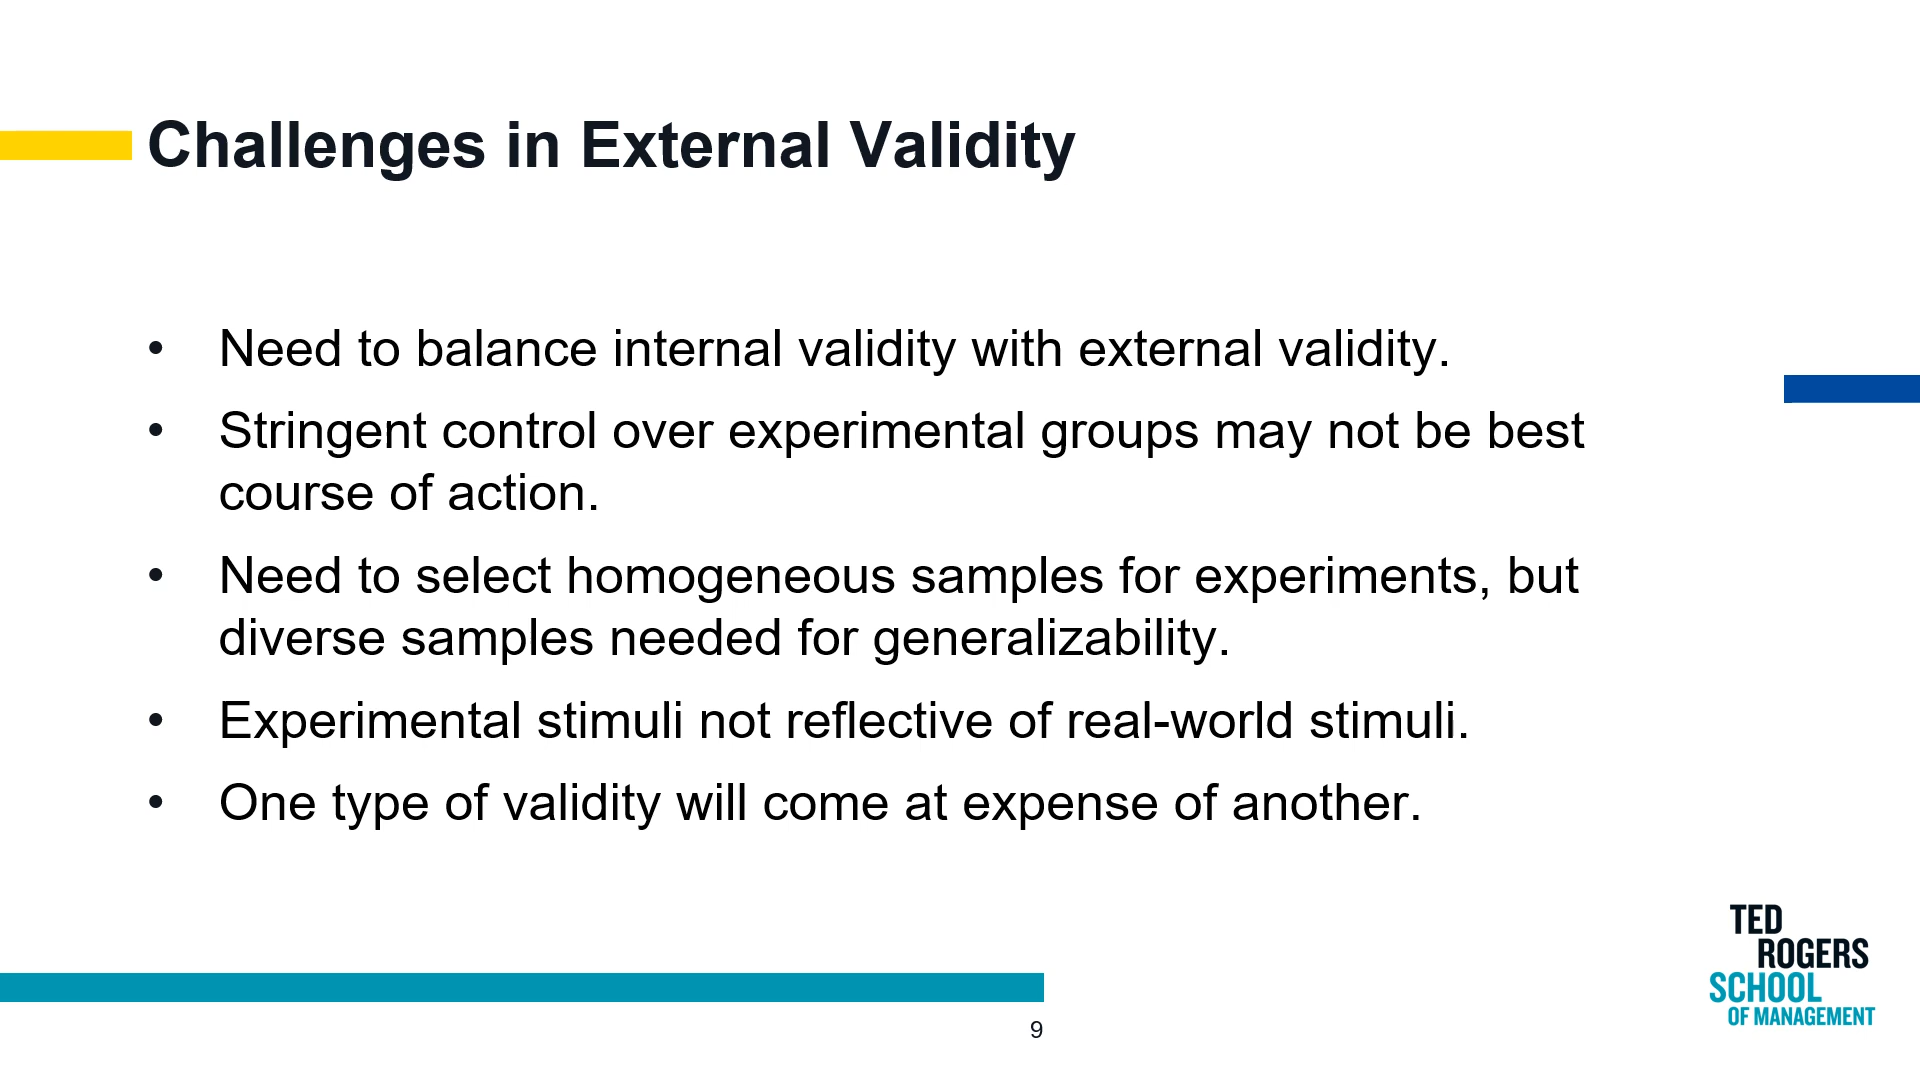 Challenges in External Validity
• Need to balance internal validity with external validity.
• Stringent control over experimental groups may not be best
course of action.
• Need to select homogeneous samples for experiments, but
diverse samples needed for generalizability.
• Experimental stimuli not reflective of real-world stimuli.
• One type of validity will come at expense of another.
TED
ROGERS
SCHOOL
OF MANAGEMENT
9